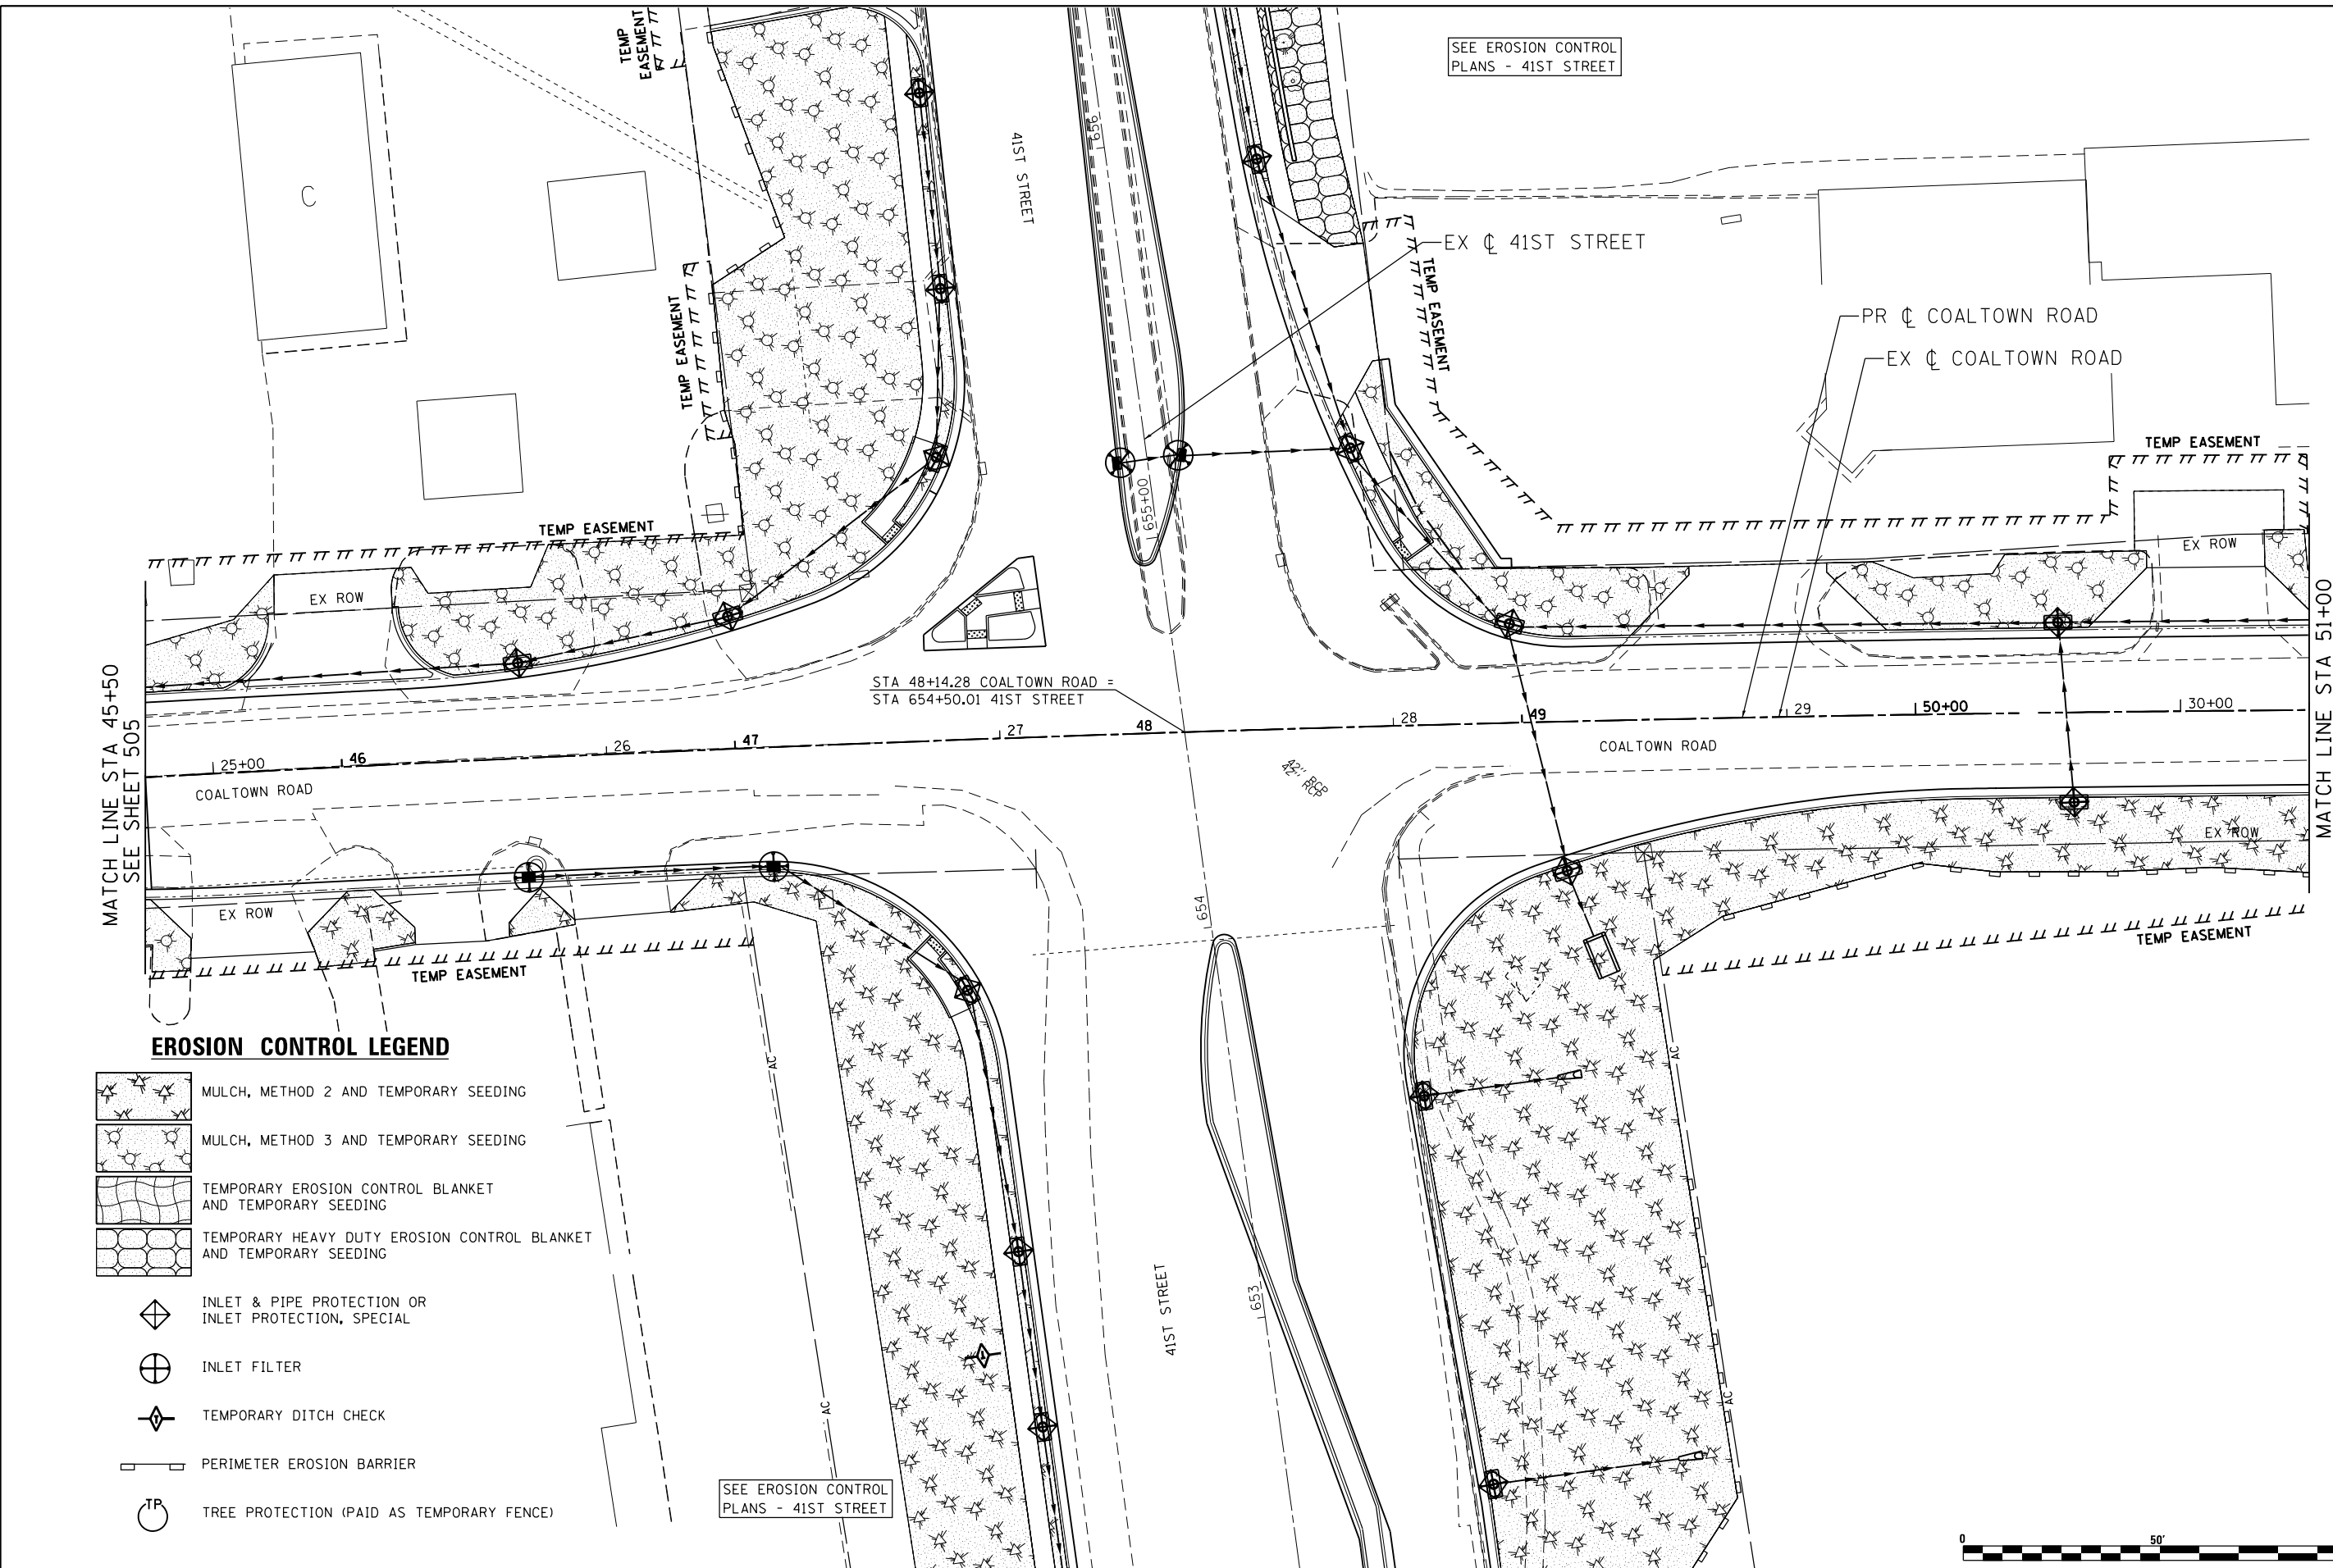 TEMP
EASEMENT
SEE EROSION CONTROL
PLANS - 41ST STREET
C
41ST STREET
656
EX ℄ 41ST STREET
TEMP EASEMENT
TEMP EASEMENT
PR ℄ COALTOWN ROAD
EX ℄ COALTOWN ROAD
TEMP EASEMENT
655+00
TEMP EASEMENT
EX ROW
EX ROW
MATCH LINE STA 45+50
SEE SHEET 505
MATCH LINE STA 51+00
STA 48+14.28 COALTOWN ROAD =
STA 654+50.01 41ST STREET
25+00
46
26
47
27
48
28
49
29
50+00
30+00
COALTOWN ROAD
COALTOWN ROAD
42" RCP
42" RCP
EX ROW
EX ROW
654
TEMP EASEMENT
TEMP EASEMENT
EROSION CONTROL LEGEND
MULCH, METHOD 2 AND TEMPORARY SEEDING
MULCH, METHOD 3 AND TEMPORARY SEEDING
TEMPORARY EROSION CONTROL BLANKET
AND TEMPORARY SEEDING
TEMPORARY HEAVY DUTY EROSION CONTROL BLANKET
AND TEMPORARY SEEDING
INLET & PIPE PROTECTION OR
INLET PROTECTION, SPECIAL
INLET FILTER
TEMPORARY DITCH CHECK
PERIMETER EROSION BARRIER
TP
TREE PROTECTION (PAID AS TEMPORARY FENCE)
AC
AC
AC
AC
41ST STREET
653
SEE EROSION CONTROL
PLANS - 41ST STREET
0
50'